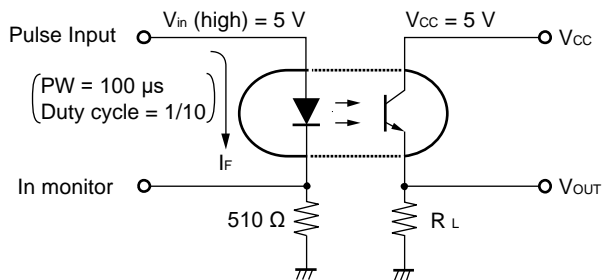 Vin (high) = 5 V
VCC = 5 V
Pulse Input
VCC
PW = 100 µs
Duty cycle = 1/10
IF
In monitor
VOUT
510 Ω
R L